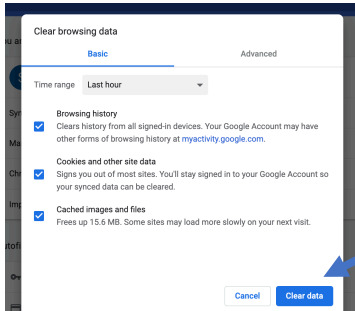 Clear browsing data
Basic Advanced
Time range Last hour
Browsing history
Clears history from all signed-in devices. Your Google Account may have
other forms of browsing history at myactivity.google.com.
Cookies and other site data
Signs you out of most sites. You'll stay signed in to your Google Account so
your synced data can be cleared.
Cached images and files
Frees up 15.6 MB. Some sites may load more slowly on your next visit.
Cancel Clear data